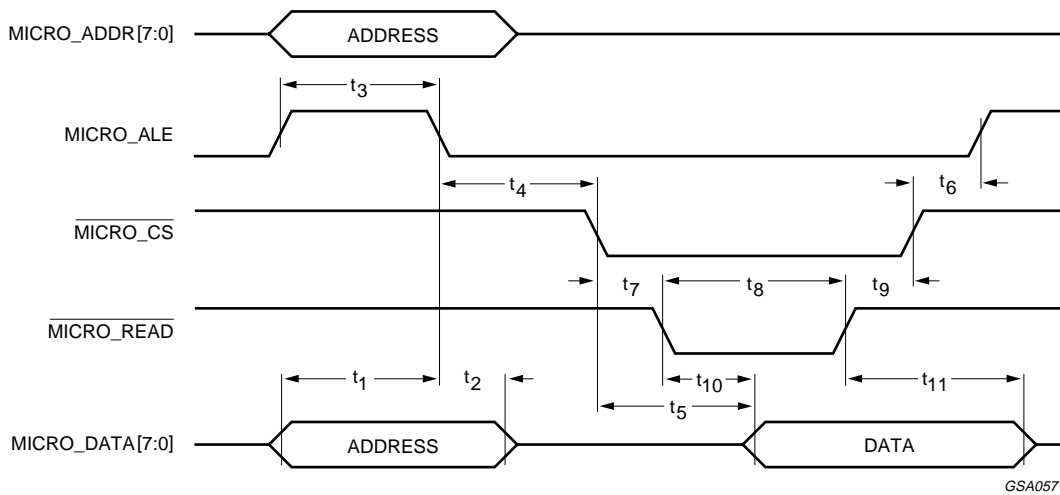 MICRO_ADDR[7:0]
ADDRESS
t3
MICRO_ALE
t4
t6
MICRO_CS
t7
t8
t9
MICRO_READ
t1
t2
t10
t11
t5
MICRO_DATA[7:0]
ADDRESS
DATA
GSA057